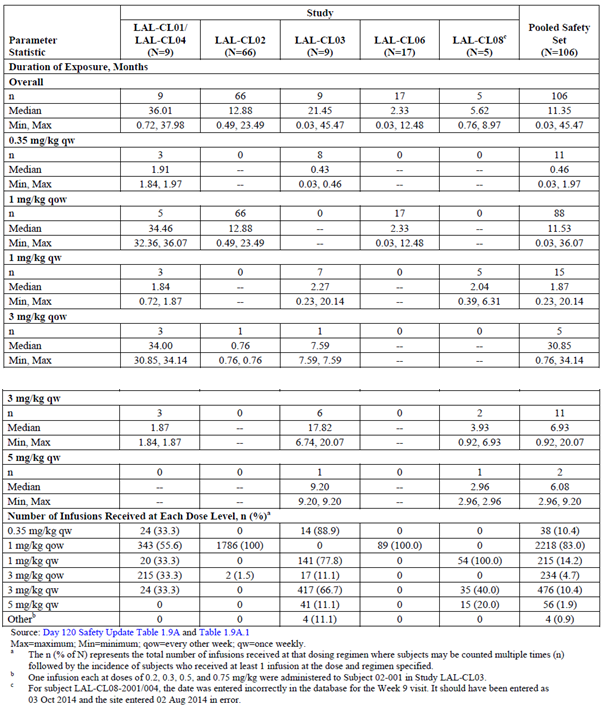 Study
Parameter Statistic | LAL-CL01/ LAL-CL04 (N=9) | LAL-CL02 (N=66) | LAL-CL03 (N=9) | LAL-CL06 (N=17) | LAL-CL08c (N=5) | Pooled Safety Set (N=106)
Duration of Exposure, Months
Overall
n 9 66 9 17 5 106
Median 36.01 12.88 21.45 2.33 5.62 11.35
Min, Max 0.72, 37.98 0.49, 23.49 0.03, 45.47 0.03, 12.48 0.76, 8.97 0.03, 45.47
0.35 mg/kg qw
n 3 0 8 0 0 11
Median 1.91 -- 0.43 -- -- 0.46
Min, Max 1.84, 1.97 -- 0.03, 0.46 -- -- 0.03, 1.97
1 mg/kg qow
n 5 66 0 17 0 88
Median 34.46 12.88 -- 2.33 -- 11.53
Min, Max 32.36, 36.07 0.49, 23.49 -- 0.03, 12.48 -- 0.03, 36.07
1 mg/kg qw
n 3 0 7 0 5 15
Median 1.84 -- 2.27 -- 2.04 1.87
Min, Max 0.72, 1.87 -- 0.23, 20.14 -- 0.39, 6.31 0.23, 20.14
3 mg/kg qow
n 3 1 1 0 0 5
Median 34.00 0.76 7.59 -- -- 30.85
Min, Max 30.85, 34.14 0.76, 0.76 7.59, 7.59 -- -- 0.76, 34.14
3 mg/kg qw
n 3 0 6 0 2 11
Median 1.87 -- 17.82 -- 3.93 6.93
Min, Max 1.84, 1.87 -- 6.74, 20.07 -- 0.92, 6.93 0.92, 20.07
5 mg/kg qw
n 0 0 1 0 1 2
Median -- -- 9.20 -- 2.96 6.08
Min, Max -- -- 9.20, 9.20 -- 2.96, 2.96 2.96, 9.20
Number of Infusions Received at Each Dose Level, n (%)a
0.35 mg/kg qw 24 (33.3) 0 14 (88.9) 0 0 38 (10.4)
1 mg/kg qow 343 (55.6) 1786 (100) 0 89 (100.0) 0 2218 (83.0)
1 mg/kg qw 20 (33.3) 0 141 (77.8) 0 54 (100.0) 215 (14.2)
3 mg/kg qow 215 (33.3) 2 (1.5) 17 (11.1) 0 0 234 (4.7)
3 mg/kg qw 24 (33.3) 0 417 (66.7) 0 35 (40.0) 476 (10.4)
5 mg/kg qw 0 0 41 (11.1) 0 15 (20.0) 56 (1.9)
Otherb 0 0 4 (11.1) 0 0 4 (0.9)
Source: Day 120 Safety Update Table 1.9A and Table 1.9A.1
Max=maximum; Min=minimum; qow=every other week; qw=once weekly.
a The n (% of N) represents the total number of infusions received at that dosing regimen where subjects may be counted multiple times (n)
followed by the incidence of subjects who received at least 1 infusion at the dose and regimen specified.
b One infusion each at doses of 0.2, 0.3, 0.5, and 0.75 mg/kg were administered to Subject 02-001 in Study LAL-CL03.
c For subject LAL-CL08-2001/004, the date was entered incorrectly in the database for the Week 9 visit. It should have been entered as
03 Oct 2014 and the site entered 02 Aug 2014 in error.